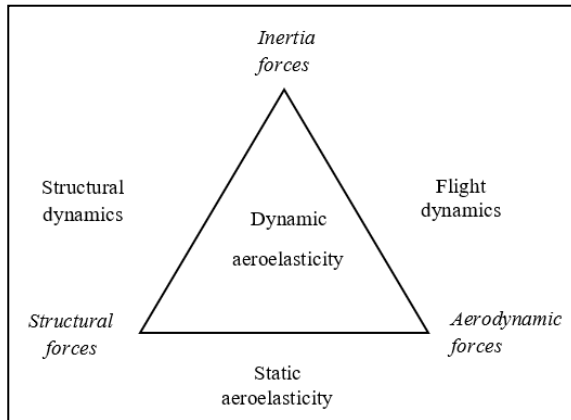 Inertia
forces
Structural
dynamics
Flight
dynamics
Dynamic
aeroelasticity
Structural
forces
Aerodynamic
forces
Static
aeroelasticity